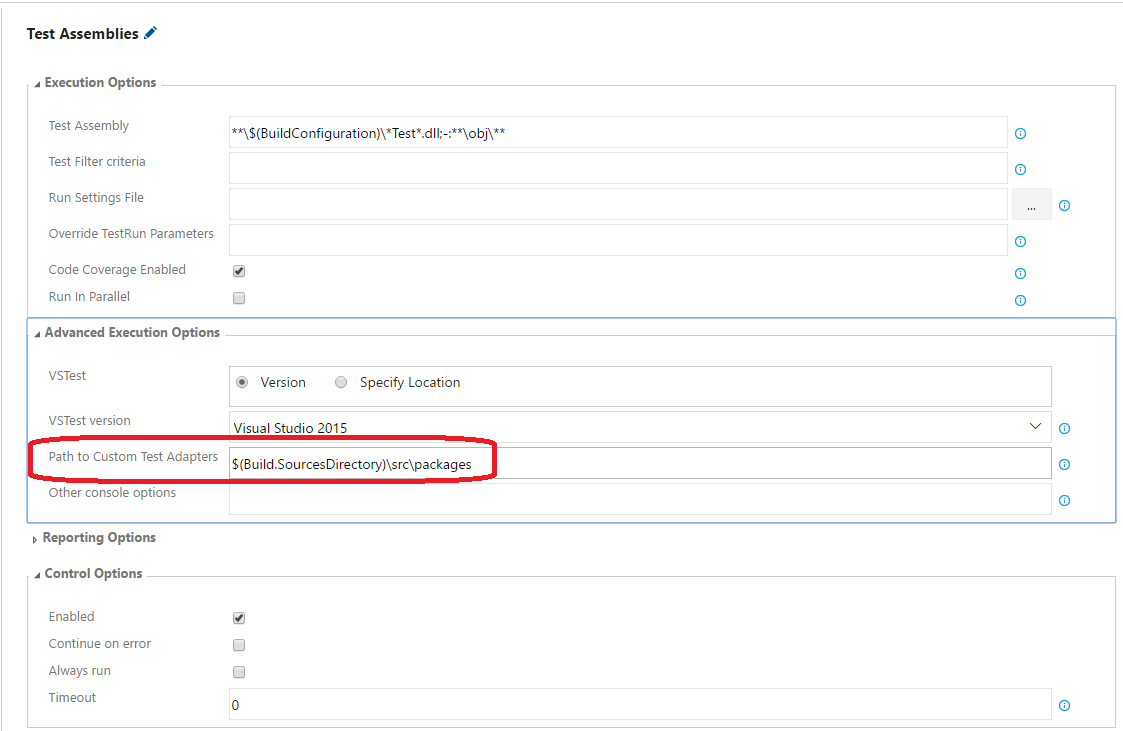 Test Assemblies
Execution Options
Test Assembly
**\$(BuildConfiguration)\*Test*.dll;-:**\obj\**
Test Filter criteria
Run Settings File
...
Override TestRun Parameters
Code Coverage Enabled
Run In Parallel
Advanced Execution Options
VSTest
Version
Specify Location
VSTest version
Visual Studio 2015
Path to Custom Test Adapters
$(Build.SourcesDirectory)\src\packages
Other console options
Reporting Options
Control Options
Enabled
Continue on error
Always run
Timeout
0